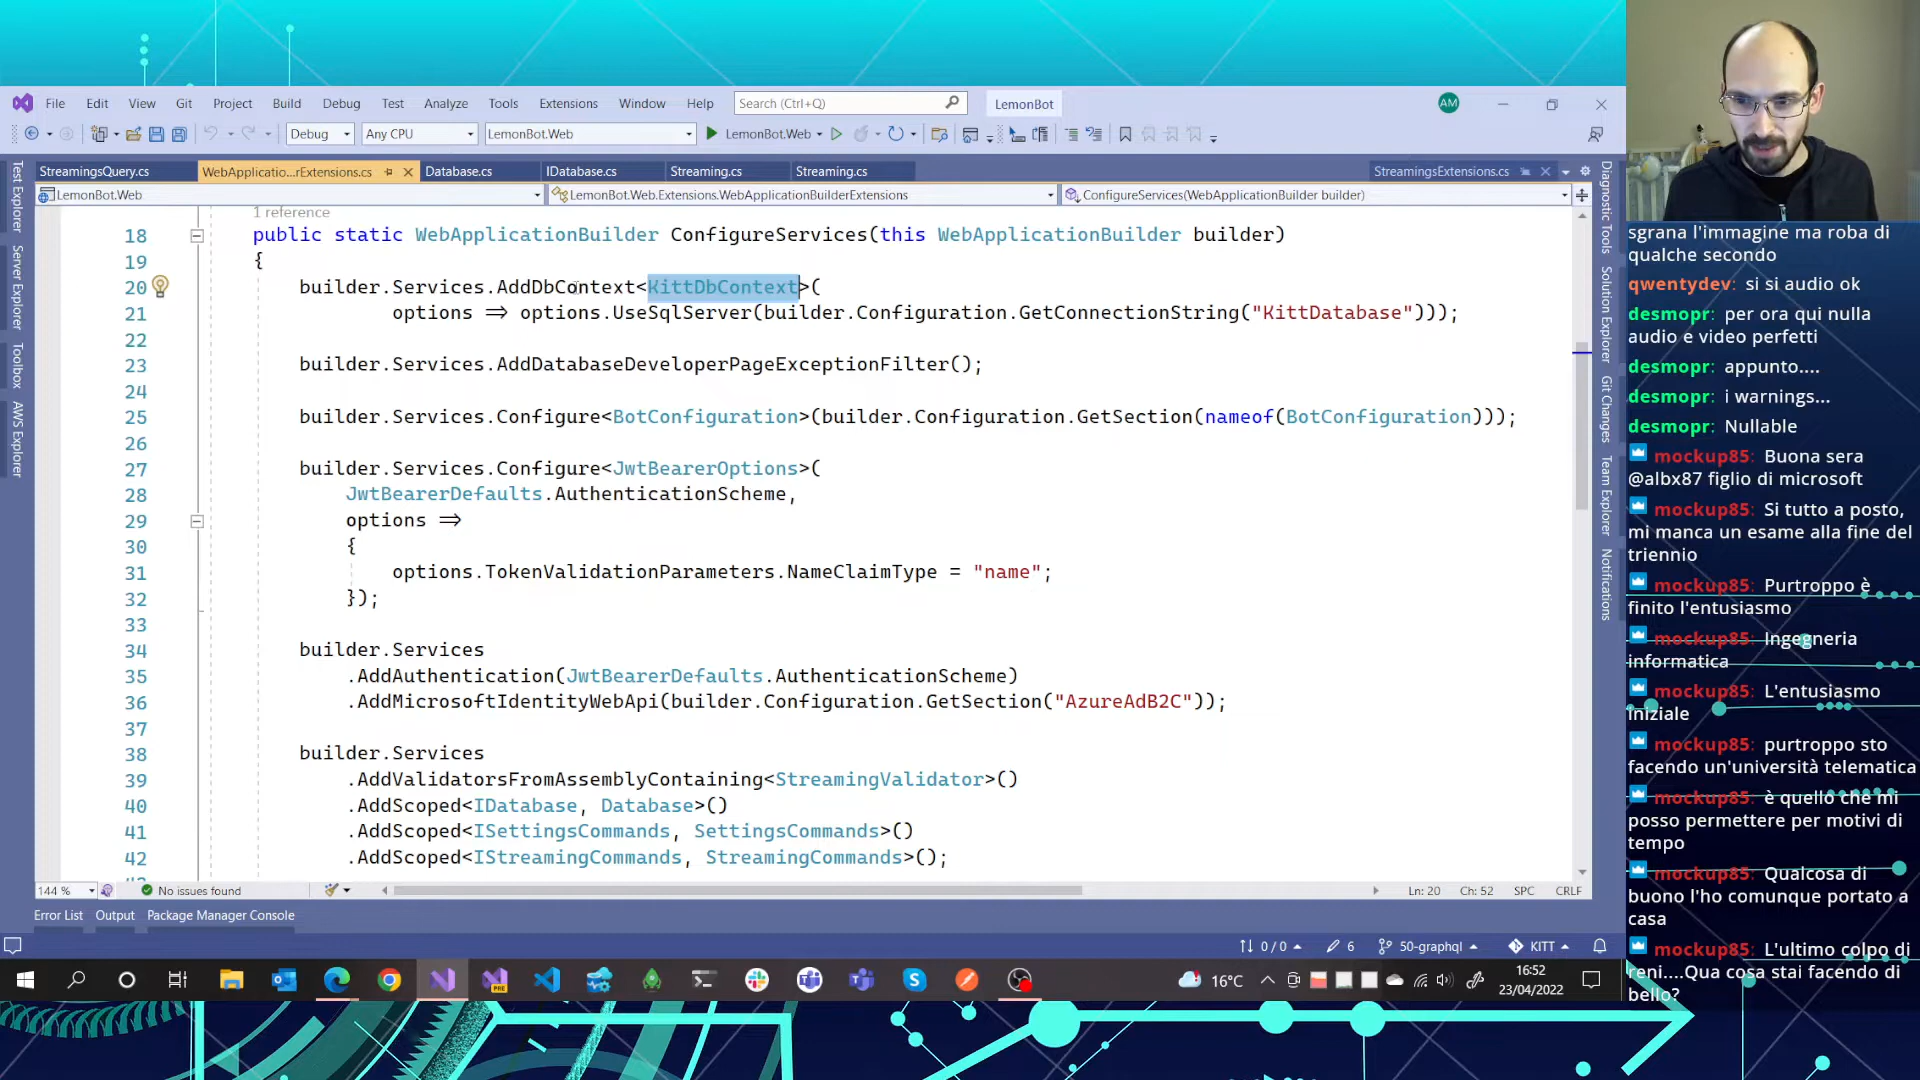 File Edit View Git Project Build Debug Test Analyze Tools Extensions Window Help Search (Ctrl+Q) LemonBot AM
Debug Any CPU LemonBot.Web LemonBot.Web
StreamingsQuery.cs WebApplicatio...rExtensions.cs Database.cs IDatabase.cs Streaming.cs Streaming.cs StreamingsExtensions.cs
LemonBot.Web LemonBot.Web.Extensions.WebApplicationBuilderExtensions ConfigureServices(WebApplicationBuilder builder)
Test Explorer
Server Explorer
Toolbox
AWS Explorer
1 reference
18 public static WebApplicationBuilder ConfigureServices(this WebApplicationBuilder builder)
19 {
20 builder.Services.AddDbContext<KittDbContext>(
21 options => options.UseSqlServer(builder.Configuration.GetConnectionString("KittDatabase")));
22
23 builder.Services.AddDatabaseDeveloperPageExceptionFilter();
24
25 builder.Services.Configure<BotConfiguration>(builder.Configuration.GetSection(nameof(BotConfiguration)));
26
27 builder.Services.Configure<JwtBearerOptions>(
28 JwtBearerDefaults.AuthenticationScheme,
29 options =>
30 {
31 options.TokenValidationParameters.NameClaimType = "name";
32 });
33
34 builder.Services
35 .AddAuthentication(JwtBearerDefaults.AuthenticationScheme)
36 .AddMicrosoftIdentityWebApi(builder.Configuration.GetSection("AzureAdB2C"));
37
38 builder.Services
39 .AddValidatorsFromAssemblyContaining<StreamingValidator>()
40 .AddScoped<IDatabase, Database>()
41 .AddScoped<ISettingsCommands, SettingsCommands>()
42 .AddScoped<IStreamingCommands, StreamingCommands>();
144 % No issues found Ln: 20 Ch: 52 SPC CRLF
Error List Output Package Manager Console
0 / 0 6 50-graphql KITT
Diagnostic Tools
Solution Explorer
Git Changes
Team Explorer
Notifications
PRE
16°C
16:52
23/04/2022
sgrana l'immagine ma roba di
qualche secondo
qwentydev: si si audio ok
desmopr: per ora qui nulla
audio e video perfetti
desmopr: appunto....
desmopr: i warnings...
desmopr: Nullable
mockup85: Buona sera
@albx87 figlio di microsoft
mockup85: Si tutto a posto,
mi manca un esame alla fine del
triennio
mockup85: Purtroppo è
finito l'entusiasmo
mockup85: Ingegneria
informatica
mockup85: L'entusiasmo
iniziale
mockup85: purtroppo sto
facendo un'università telematica
mockup85: è quello che mi
posso permettere per motivi di
tempo
mockup85: Qualcosa di
buono l'ho comunque portato a
casa
mockup85: L'ultimo colpo di
reni....Qua cosa stai facendo di
bello?